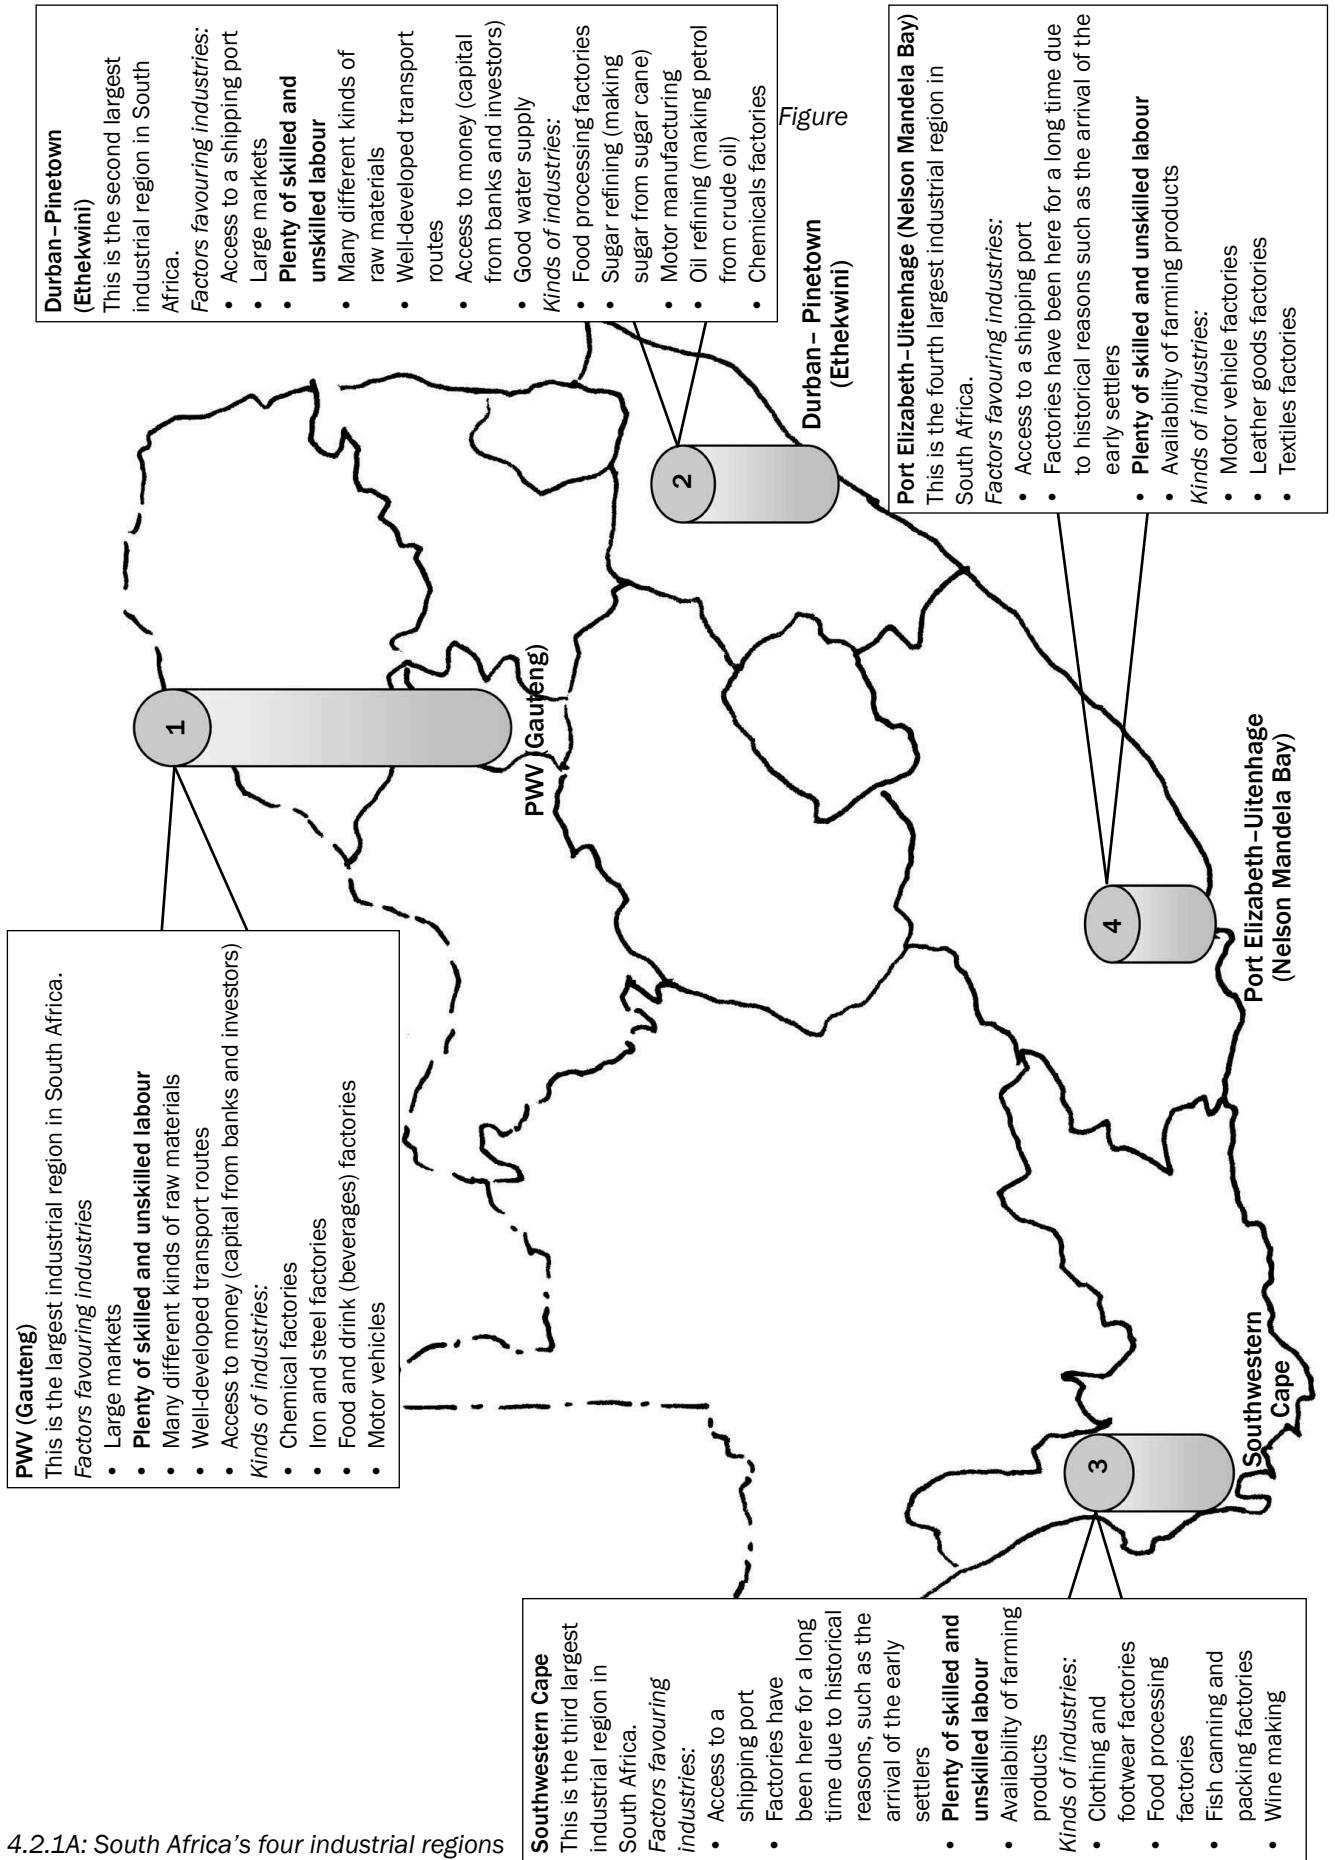 PWV (Gauteng)
This is the largest industrial region in South Africa.
Factors favouring industries
• Large markets
• Plenty of skilled and unskilled labour
• Many different kinds of raw materials
• Well-developed transport routes
• Access to money (capital from banks and investors)
Kinds of industries:
• Chemical factories
• Iron and steel factories
• Food and drink (beverages) factories
• Motor vehicles
Durban–Pinetown
(Ethekwini)
This is the second largest
industrial region in South
Africa.
Factors favouring industries:
• Access to a shipping port
• Large markets
• Plenty of skilled and
unskilled labour
• Many different kinds of
raw materials
• Well-developed transport
routes
• Access to money (capital
from banks and investors)
• Good water supply
Kinds of industries:
• Food processing factories
• Sugar refining (making
sugar from sugar cane)
• Motor manufacturing
• Oil refining (making petrol
from crude oil)
• Chemicals factories
Figure
1
PWV (Gauteng)
2
Durban– Pinetown
(Ethekwini)
Port Elizabeth–Uitenhage (Nelson Mandela Bay)
This is the fourth largest industrial region in
South Africa.
Factors favouring industries:
• Access to a shipping port
• Factories have been here for a long time due
to historical reasons such as the arrival of the
early settlers
• Plenty of skilled and unskilled labour
• Availability of farming products
Kinds of industries:
• Motor vehicle factories
• Leather goods factories
• Textiles factories
4
Port Elizabeth–Uitenhage
(Nelson Mandela Bay)
3
Southwestern
Cape
Southwestern Cape
This is the third largest
industrial region in
South Africa.
Factors favouring
industries:
• Access to a
shipping port
• Factories have
been here for a long
time due to historical
reasons, such as the
arrival of the early
settlers
• Plenty of skilled and
unskilled labour
• Availability of farming
products
Kinds of industries:
• Clothing and
footwear factories
• Food processing
factories
• Fish canning and
packing factories
• Wine making
4.2.1A: South Africa's four industrial regions